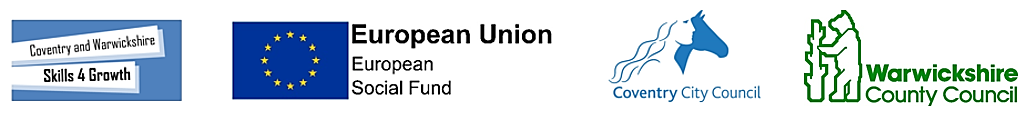 Coventry and Warwickshire
Skills 4 Growth
European Union
European
Social Fund
Coventry City Council
Warwickshire
County Council